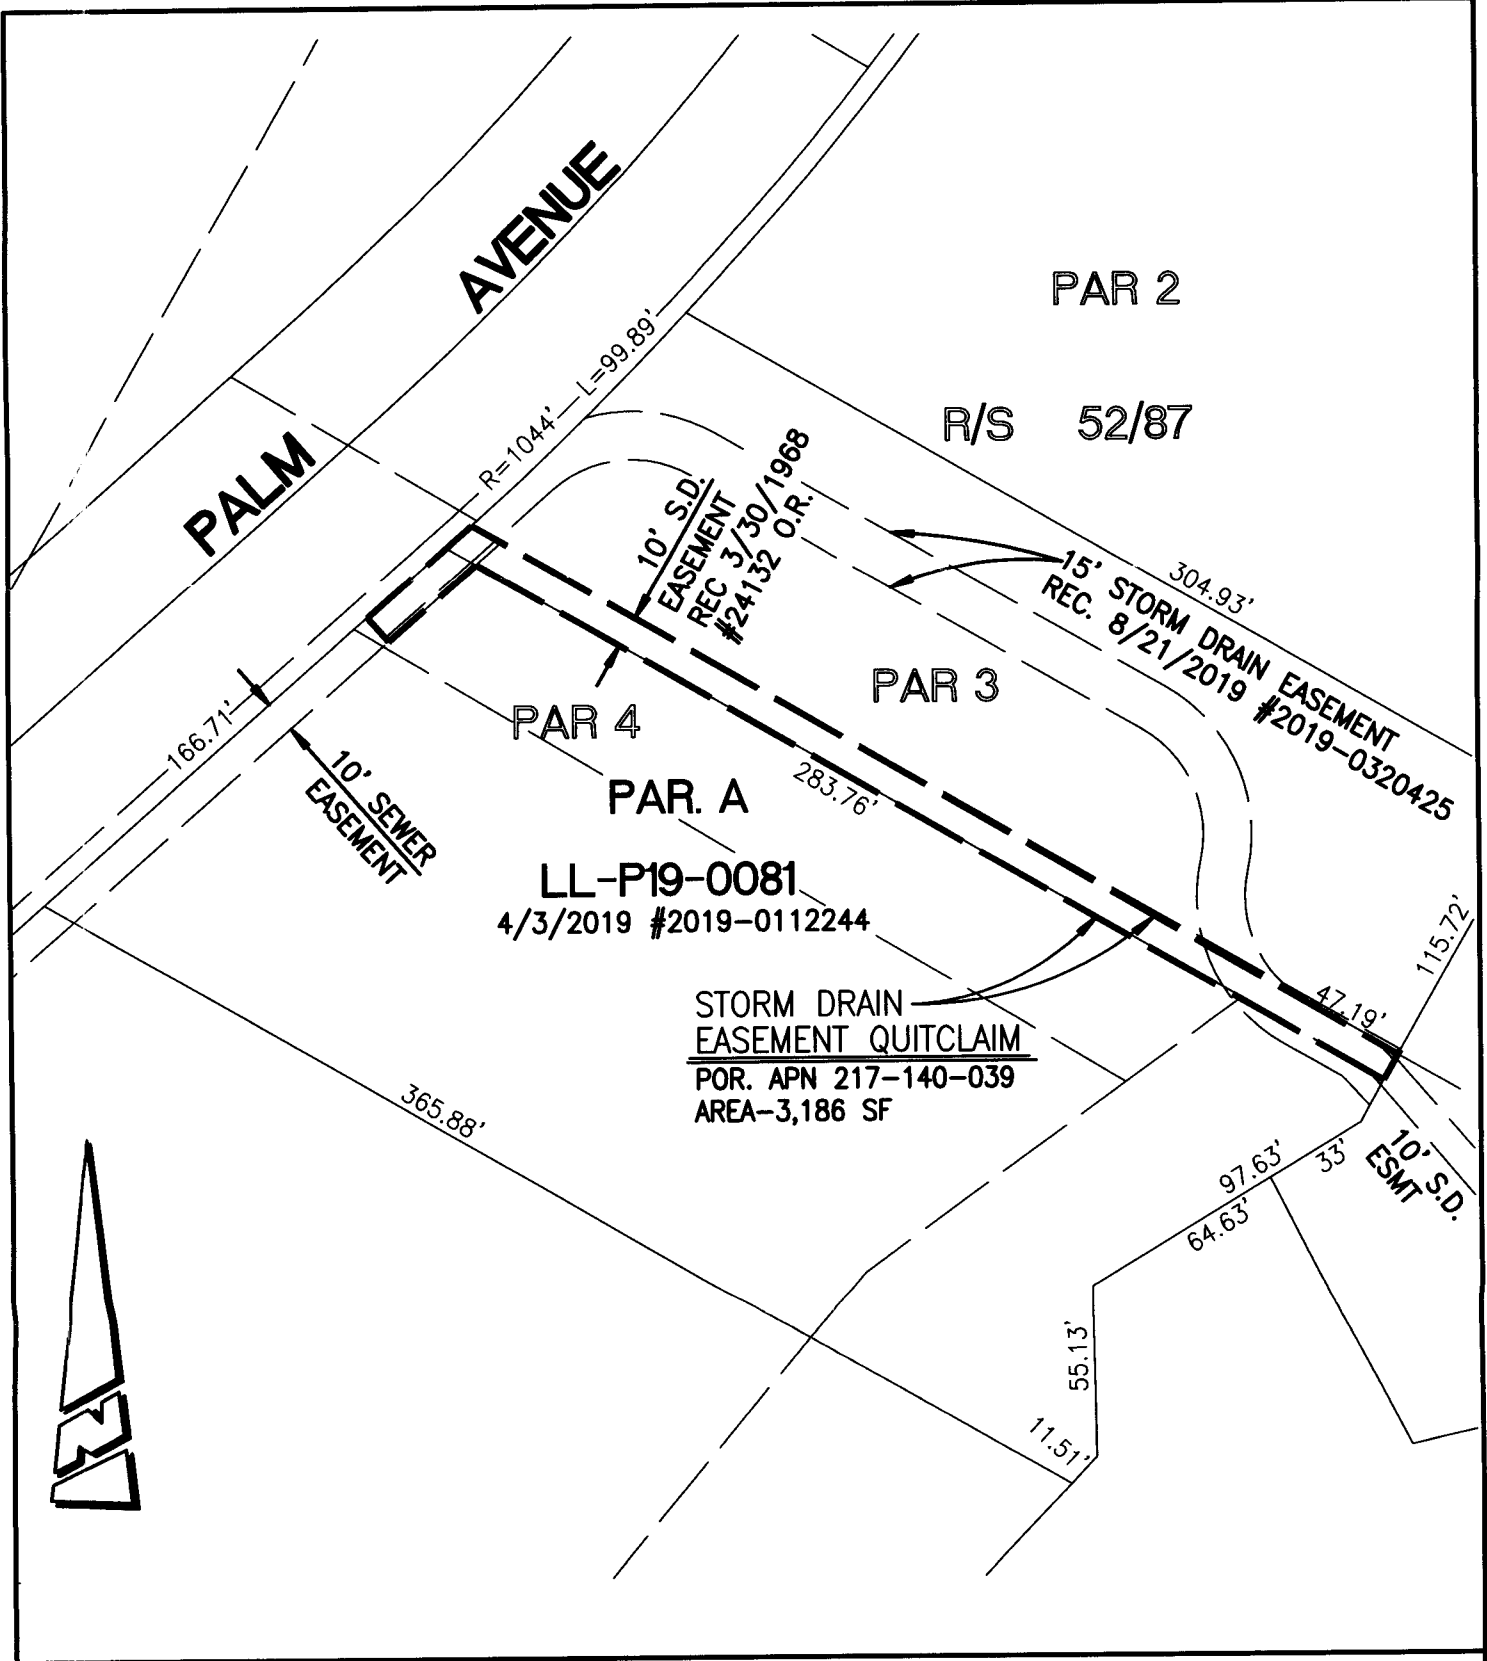 PALM AVENUE
PAR 2
R/S 52/87
L=99.89'
R=1044'
10' S.D.
EASEMENT
REC 3/30/1968
#24132 O.R.
15' STORM DRAIN EASEMENT
REC. 8/21/2019 #2019-0320425
304.93'
PAR 3
PAR 4
166.71'
10' SEWER
EASEMENT
283.76'
PAR. A
LL-P19-0081
4/3/2019 #2019-0112244
115.72'
47.19'
STORM DRAIN
EASEMENT QUITCLAIM
POR. APN 217-140-039
AREA-3,186 SF
365.88'
10' S.D.
ESMT
97.63'
33'
64.63'
55.13'
11.51'
N